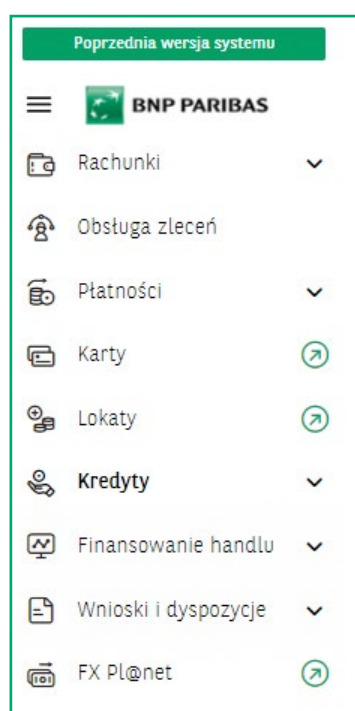 Poprzednia wersja systemu
BNP PARIBAS
Rachunki
Obsługa zleceń
Płatności
Karty
Lokaty
Kredyty
Finansowanie handlu
Wnioski i dyspozycje
FX Pl@net